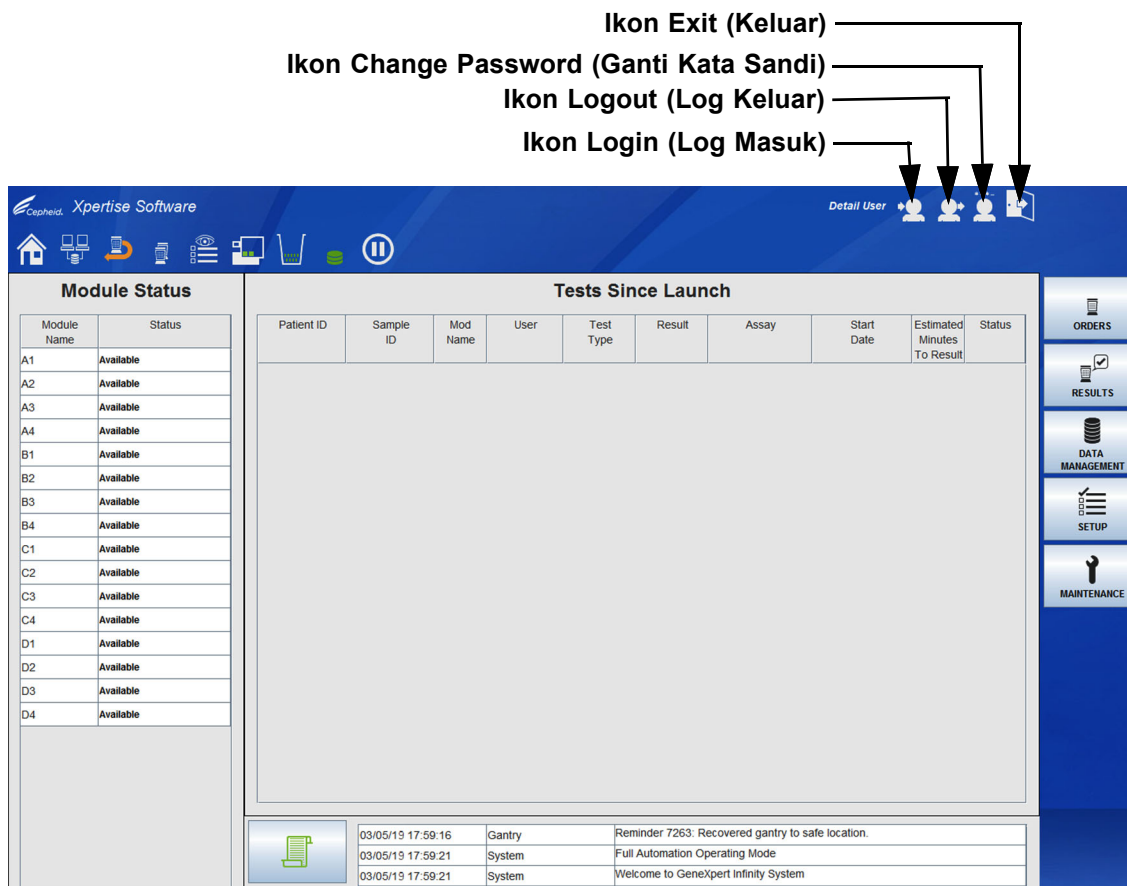 Ikon Exit (Keluar)
Ikon Change Password (Ganti Kata Sandi)
Ikon Logout (Log Keluar)
Ikon Login (Log Masuk)
Cepheid. Xpertise Software
Detail User
Module Status
Module Name Status
A1 Available
A2 Available
A3 Available
A4 Available
B1 Available
B2 Available
B3 Available
B4 Available
C1 Available
C2 Available
C3 Available
C4 Available
D1 Available
D2 Available
D3 Available
D4 Available
Tests Since Launch
Patient ID Sample ID Mod Name User Test Type Result Assay Start Date Estimated Minutes To Result Status
ORDERS
RESULTS
DATA
MANAGEMENT
SETUP
MAINTENANCE
03/05/19 17:59:16 Gantry Reminder 7263: Recovered gantry to safe location.
03/05/19 17:59:21 System Full Automation Operating Mode
03/05/19 17:59:21 System Welcome to GeneXpert Infinity System